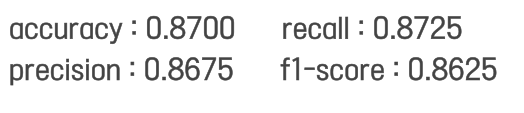 accuracy : 0.8700 recall : 0.8725
precision : 0.8675 f1-score : 0.8625